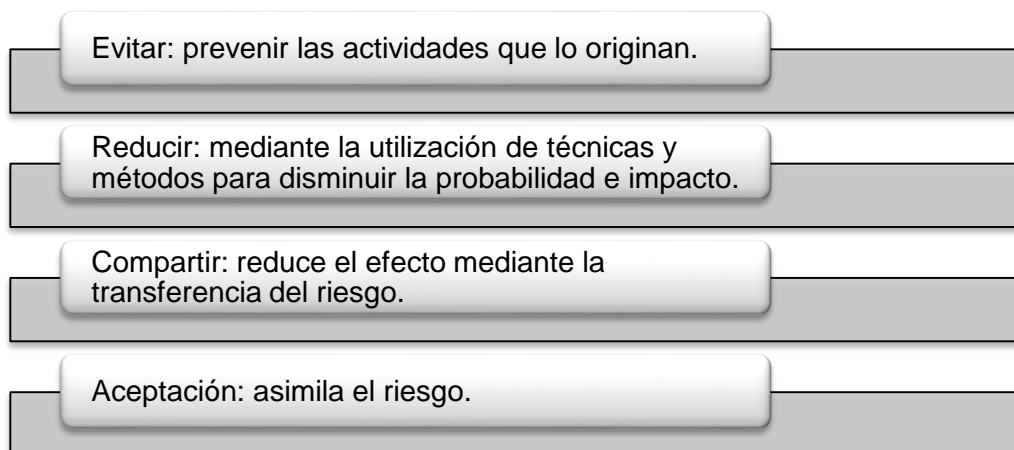 Evitar: prevenir las actividades que lo originan.
Reducir: mediante la utilización de técnicas y
métodos para disminuir la probabilidad e impacto.
Compartir: reduce el efecto mediante la
transferencia del riesgo.
Aceptación: asimila el riesgo.